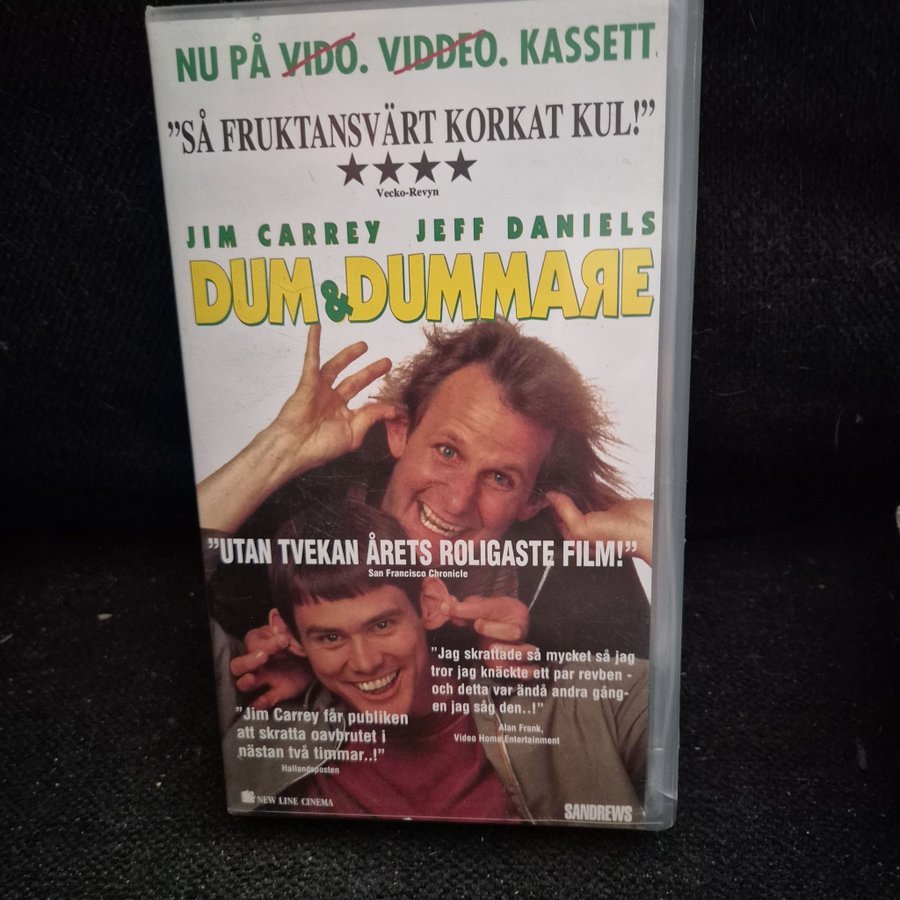 NU PÅ VIDO. VIDDEO. KASSETT.
”SÅ FRUKTANSVÄRT KORKAT KUL!”
★★★★
Vecko-Revyn
JIM CARREY JEFF DANIELS
DUM & DUMMARE
”UTAN TVEKAN ÅRETS ROLIGASTE FILM!”
San Francisco Chronicle
”Jag skrattade så mycket så jag
tror jag knäckte ett par revben -
och detta var ändå andra gång-
en jag såg den..!”
Alan Frank,
Video Home Entertainment
”Jim Carrey får publiken
att skratta oavbrutet i
nästan två timmar..!”
Hallandsposten
NEW LINE CINEMA
SANDREWS